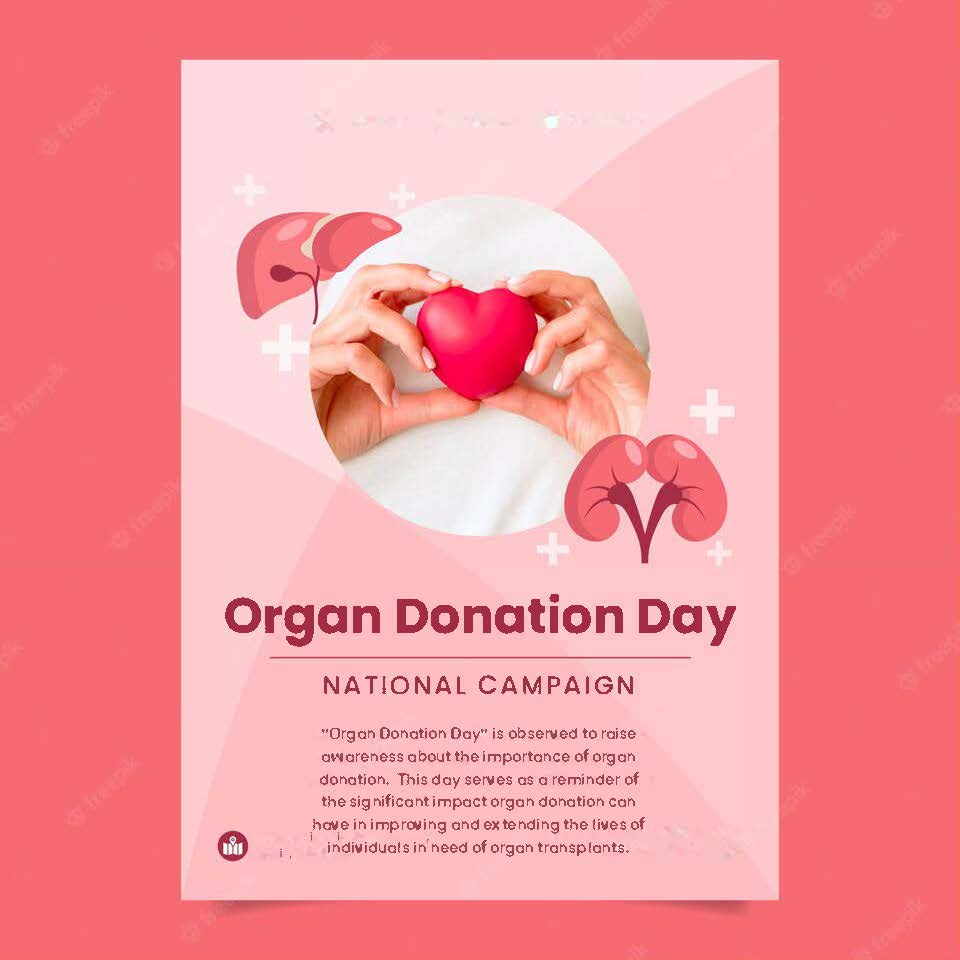 Organ Donation Day
NATIONAL CAMPAIGN
"Organ Donation Day" is observed to raise
awareness about the importance of organ
donation. This day serves as a reminder of
the significant impact organ donation can
have in improving and extending the lives of
individuals in need of organ transplants.
freepik